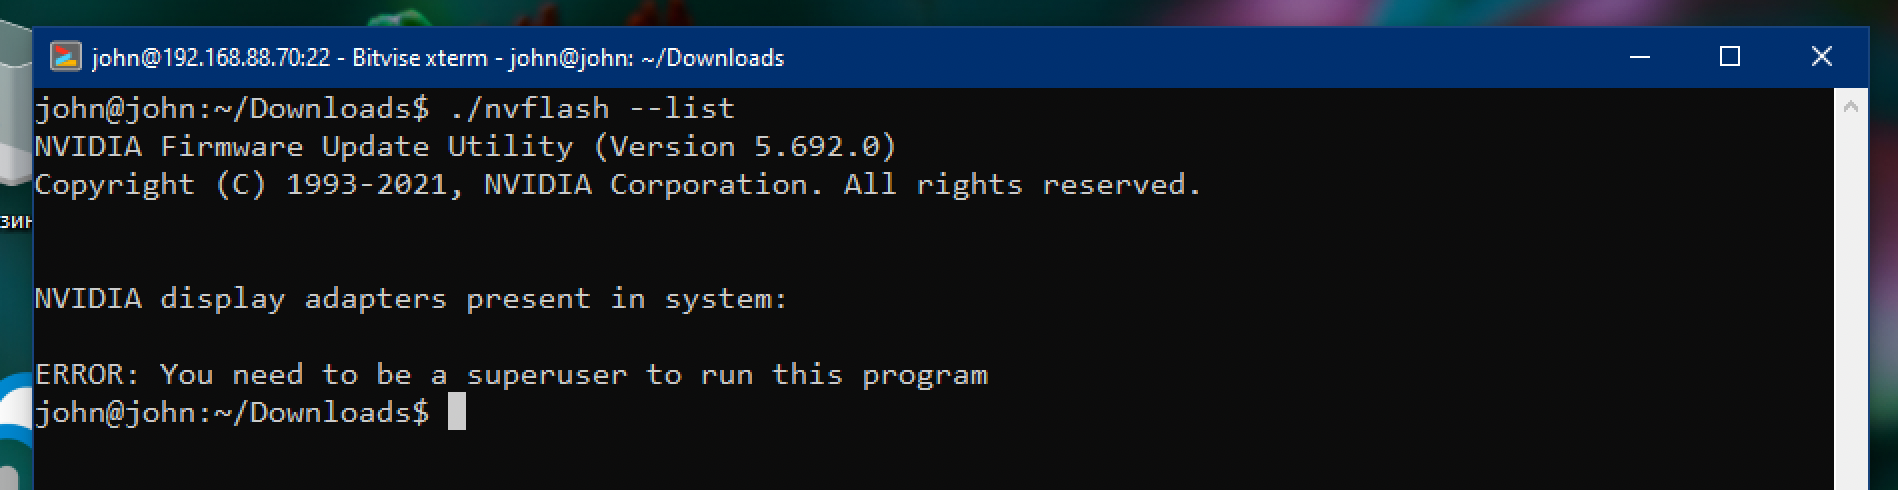 john@192.168.88.70:22 - Bitvise xterm - john@john: ~/Downloads
john@john:~/Downloads$ ./nvflash --list
NVIDIA Firmware Update Utility (Version 5.692.0)
Copyright (C) 1993-2021, NVIDIA Corporation. All rights reserved.
зин
NVIDIA display adapters present in system:
ERROR: You need to be a superuser to run this program
john@john:~/Downloads$